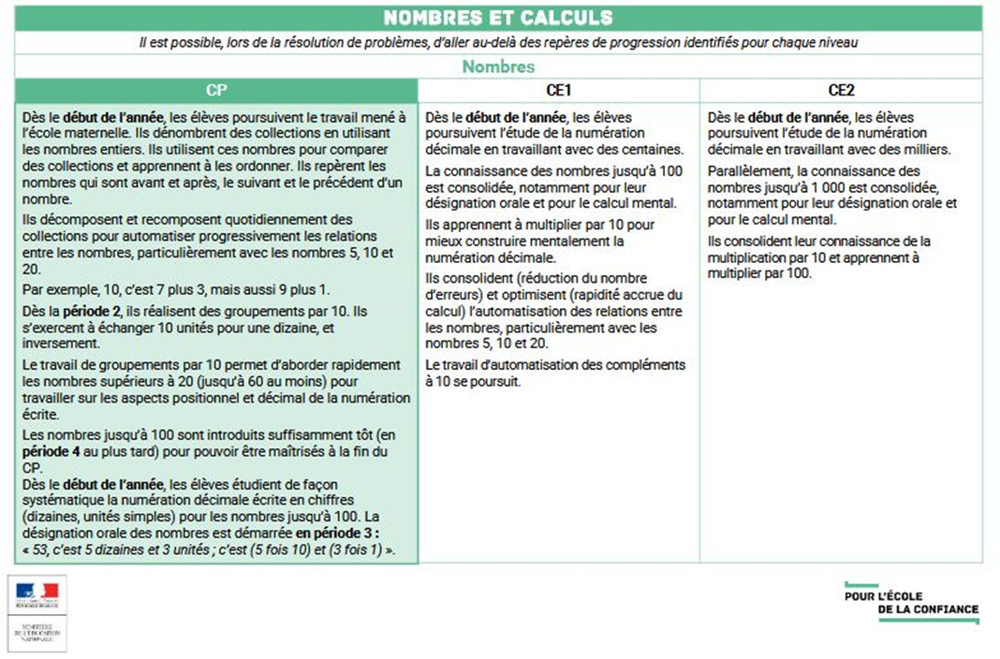 NOMBRES ET CALCULS
Il est possible, lors de la résolution de problèmes, d'aller au-delà des repères de progression identifiés pour chaque niveau
Nombres
CP
Dès le début de l'année, les élèves poursuivent le travail mené à
l'école maternelle. Ils dénombrent des collections en utilisant
les nombres entiers. Ils utilisent ces nombres pour comparer
des collections et apprennent à les ordonner. Ils repèrent les
nombres qui sont avant et après, le suivant et le précédent d'un
nombre.
Ils décomposent et recomposent quotidiennement des
collections pour automatiser progressivement les relations
entre les nombres, particulièrement avec les nombres 5, 10 et
20.
Par exemple, 10, c'est 7 plus 3, mais aussi 9 plus 1.
Dès la période 2, ils réalisent des groupements par 10. Ils
s'exercent à échanger 10 unités pour une dizaine, et
inversement.
Le travail de groupements par 10 permet d'aborder rapidement
les nombres supérieurs à 20 (jusqu'à 60 au moins) pour
travailler sur les aspects positionnel et décimal de la numération
écrite.
Les nombres jusqu'à 100 sont introduits suffisamment tôt (en
période 4 au plus tard) pour pouvoir être maîtrisés à la fin du
CP.
Dès le début de l'année, les élèves étudient de façon
systématique la numération décimale écrite en chiffres
(dizaines, unités simples) pour les nombres jusqu'à 100. La
désignation orale des nombres est démarrée en période 3 :
« 53, c'est 5 dizaines et 3 unités ; c'est (5 fois 10) et (3 fois 1) ».
CE1
Dès le début de l'année, les élèves
poursuivent l'étude de la numération
décimale en travaillant avec des centaines.
La connaissance des nombres jusqu'à 100
est consolidée, notamment pour leur
désignation orale et pour le calcul mental.
Ils apprennent à multiplier par 10 pour
mieux construire mentalement la
numération décimale.
Ils consolident (réduction du nombre
d'erreurs) et optimisent (rapidité accrue du
calcul) l'automatisation des relations entre
les nombres, particulièrement avec les
nombres 5, 10 et 20.
Le travail d'automatisation des compléments
à 10 se poursuit.
CE2
Dès le début de l'année, les élèves
poursuivent l'étude de la numération
décimale en travaillant avec des milliers.
Parallèlement, la connaissance des
nombres jusqu'à 1 000 est consolidée,
notamment pour leur désignation orale et
pour le calcul mental.
Ils consolident leur connaissance de la
multiplication par 10 et apprennent à
multiplier par 100.
MINISTÈRE
DE L'ÉDUCATION
NATIONALE
POUR L'ÉCOLE
DE LA CONFIANCE